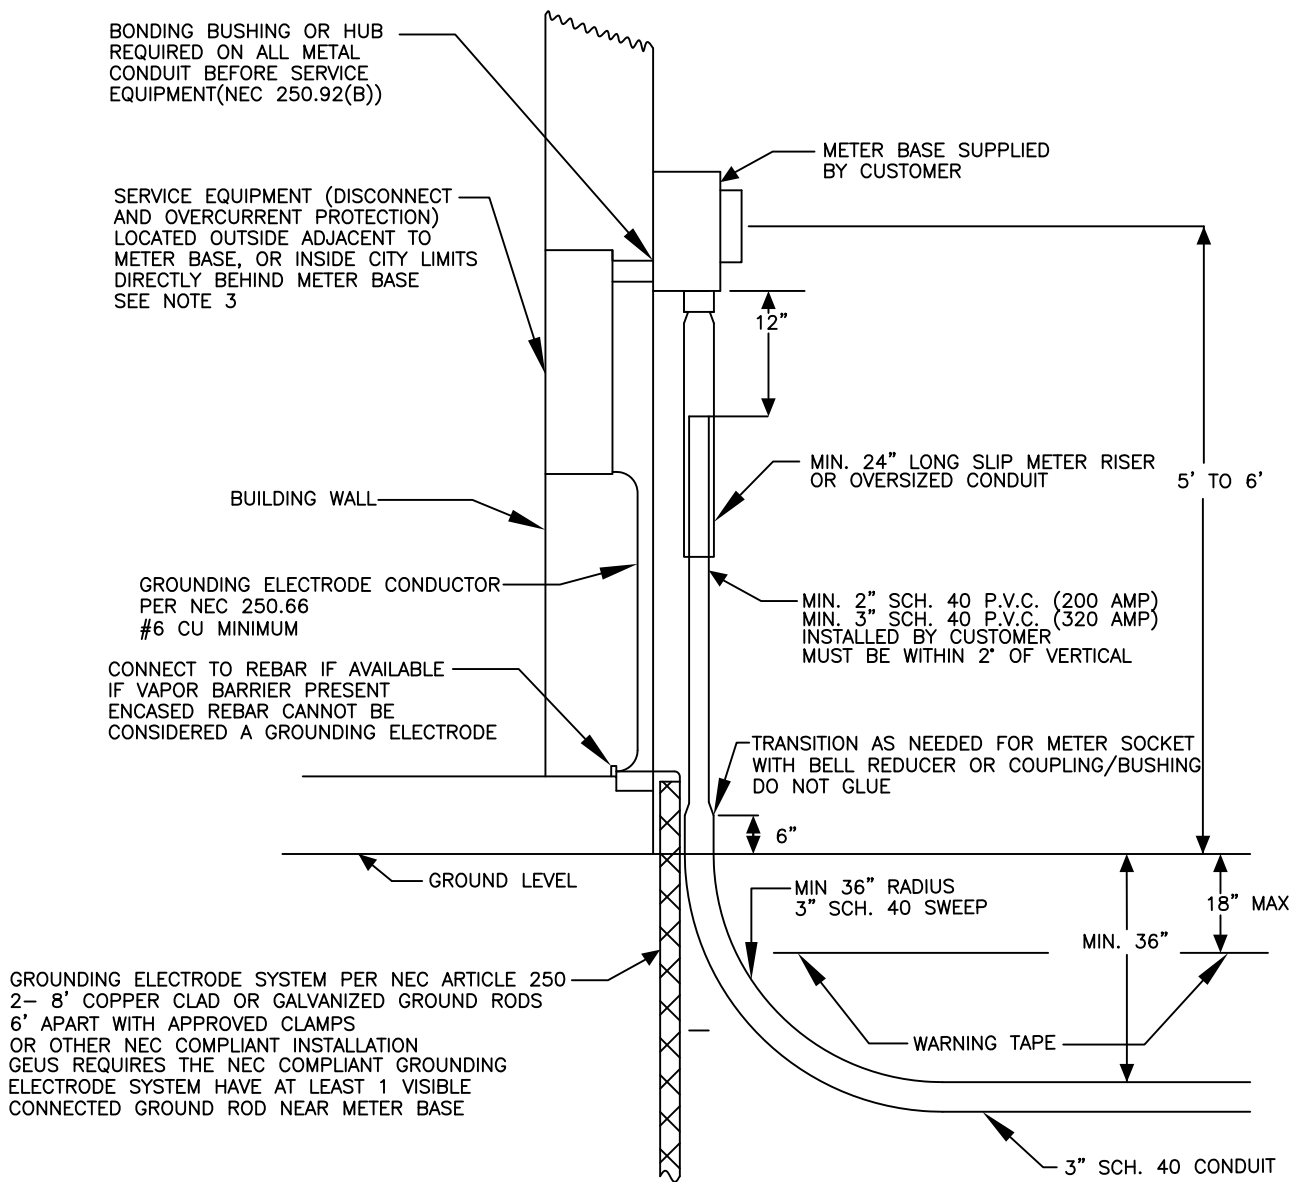 BONDING BUSHING OR HUB
REQUIRED ON ALL METAL
CONDUIT BEFORE SERVICE
EQUIPMENT(NEC 250.92(B))
METER BASE SUPPLIED
BY CUSTOMER
SERVICE EQUIPMENT (DISCONNECT
AND OVERCURRENT PROTECTION)
LOCATED OUTSIDE ADJACENT TO
METER BASE, OR INSIDE CITY LIMITS
DIRECTLY BEHIND METER BASE
SEE NOTE 3
12"
MIN. 24" LONG SLIP METER RISER
OR OVERSIZED CONDUIT
5' TO 6'
BUILDING WALL
GROUNDING ELECTRODE CONDUCTOR
PER NEC 250.66
#6 CU MINIMUM
MIN. 2" SCH. 40 P.V.C. (200 AMP)
MIN. 3" SCH. 40 P.V.C. (320 AMP)
INSTALLED BY CUSTOMER
MUST BE WITHIN 2° OF VERTICAL
CONNECT TO REBAR IF AVAILABLE
IF VAPOR BARRIER PRESENT
ENCASED REBAR CANNOT BE
CONSIDERED A GROUNDING ELECTRODE
TRANSITION AS NEEDED FOR METER SOCKET
WITH BELL REDUCER OR COUPLING/BUSHING
DO NOT GLUE
6"
GROUND LEVEL
MIN 36" RADIUS
3" SCH. 40 SWEEP
18" MAX
MIN. 36"
GROUNDING ELECTRODE SYSTEM PER NEC ARTICLE 250
2- 8' COPPER CLAD OR GALVANIZED GROUND RODS
6' APART WITH APPROVED CLAMPS
OR OTHER NEC COMPLIANT INSTALLATION
GEUS REQUIRES THE NEC COMPLIANT GROUNDING
ELECTRODE SYSTEM HAVE AT LEAST 1 VISIBLE
CONNECTED GROUND ROD NEAR METER BASE
WARNING TAPE
3" SCH. 40 CONDUIT